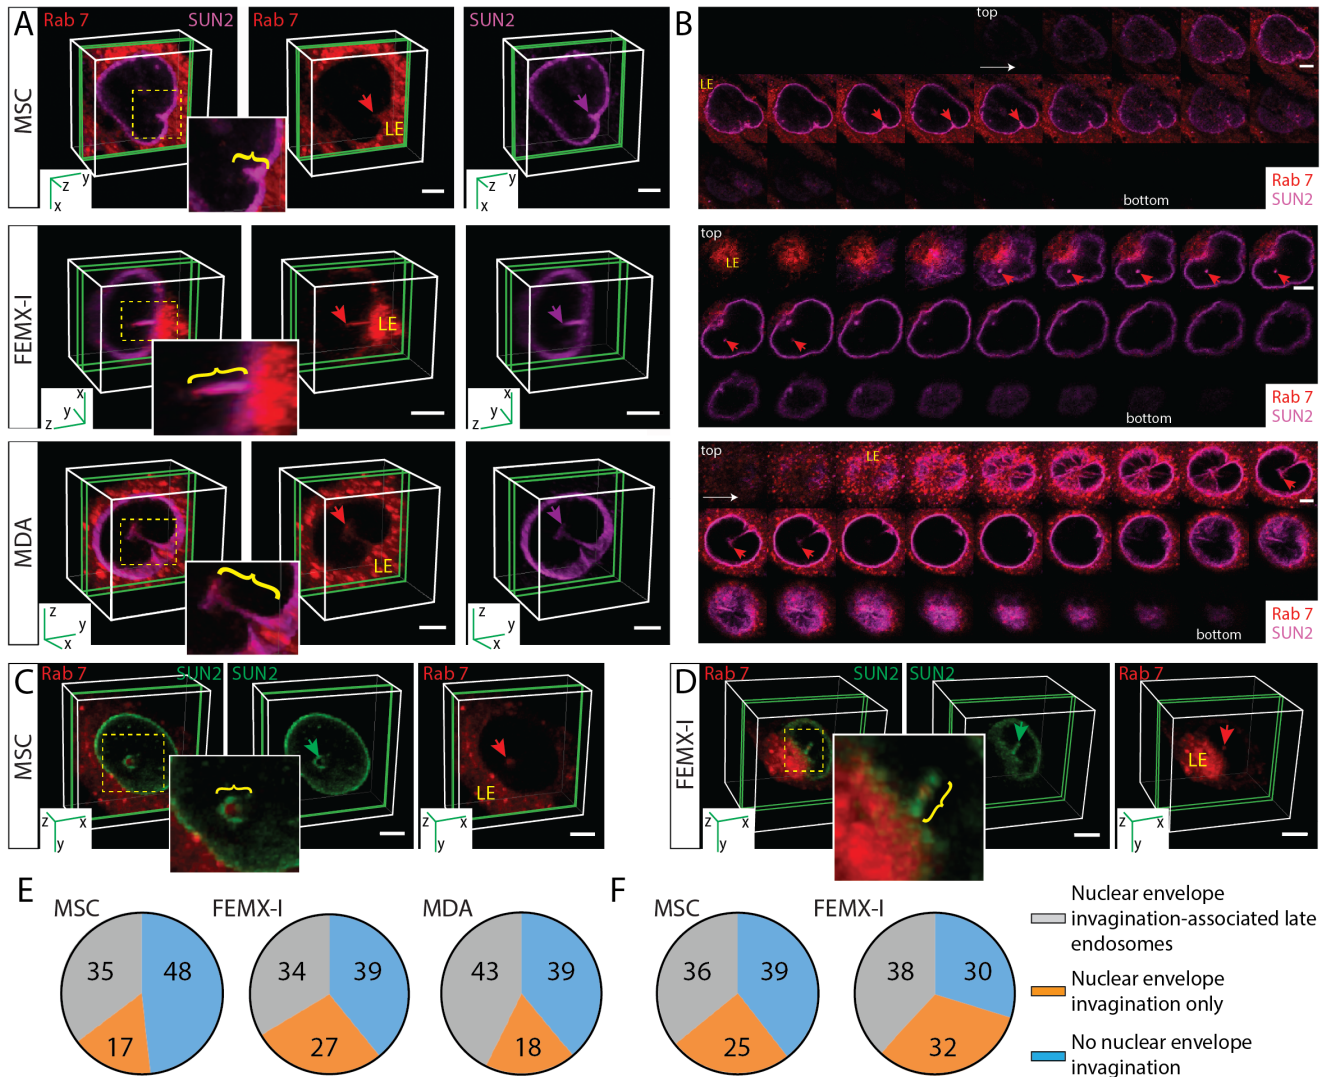 A
Rab 7 SUN2
Rab 7
SUN2
MSC
LE
z y x
B
top
LE
bottom
Rab 7
SUN2
FEMX-I
LE
x y z
top
LE
bottom
Rab 7
SUN2
MDA
LE
z y x
top
LE
bottom
Rab 7
SUN2
C
Rab 7 SUN2
SUN2
Rab 7
MSC
LE
z x
y
z x
y
z x
y
D
Rab 7 SUN2
SUN2
Rab 7
FEMX-I
LE
z x
y
z x
y
E
MSC
35 48
17
FEMX-I
34 39
27
MDA
43 39
18
F
MSC
36 39
25
FEMX-I
38 30
32
Nuclear envelope
invagination-associated late
endosomes
Nuclear envelope
invagination only
No nuclear envelope
invagination